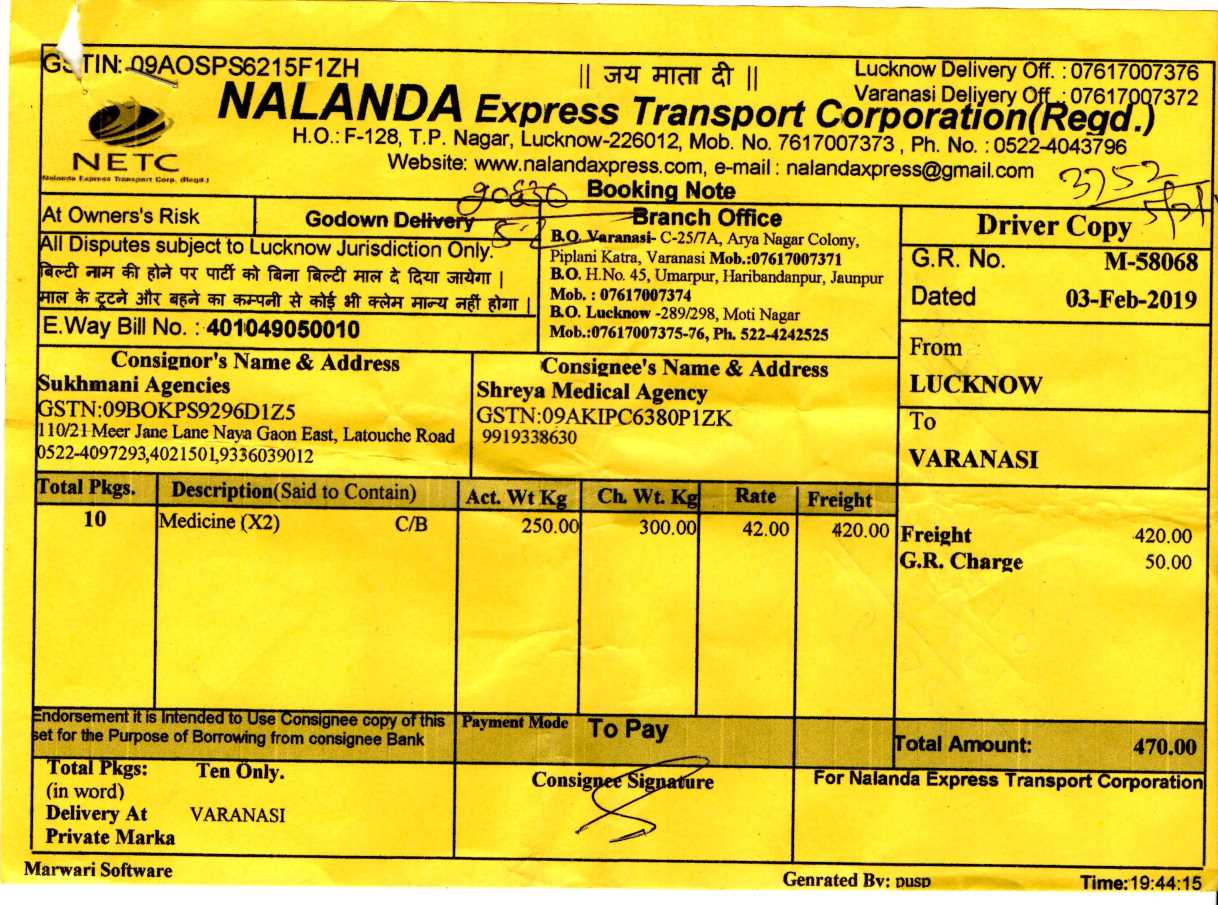 GSTIN: 09AOSPS6215F1ZH
|| जय माता दी ||
Lucknow Delivery Off. : 07617007376
Varanasi Delivery Off. : 07617007372
NALANDA Express Transport Corporation(Regd.)
NETC
Nalanda Express Transport Corp. (Regd.)
H.O.: F-128, T.P. Nagar, Lucknow-226012, Mob. No. 7617007373 , Ph. No. : 0522-4043796
Website: www.nalandaxpress.com, e-mail : nalandaxpress@gmail.com
Booking Note
3752
At Owners's Risk
Godown Delivery
Branch Office
Driver Copy
All Disputes subject to Lucknow Jurisdiction Only.
बिल्टी नाम की होने पर पार्टी को बिना बिल्टी माल दे दिया जायेगा |
माल के टूटने और बहने का कम्पनी से कोई भी क्लेम मान्य नहीं होगा |
E.Way Bill No. : 401049050010
B.O. Varanasi- C-25/7A, Arya Nagar Colony,
Piplani Katra, Varanasi Mob.:07617007371
B.O. H.No. 45, Umarpur, Haribandanpur, Jaunpur
Mob. : 07617007374
B.O. Lucknow -289/298, Moti Nagar
Mob.:07617007375-76, Ph. 522-4242525
G.R. No. M-58068
Dated 03-Feb-2019
From
LUCKNOW
To
VARANASI
Consignor's Name & Address
Sukhmani Agencies
GSTN:09BOKPS9296D1Z5
110/21 Meer Jane Lane Naya Gaon East, Latouche Road
0522-4097293,4021501,9336039012
Consignee's Name & Address
Shreya Medical Agency
GSTN:09AKIPC6380P1ZK
9919338630
Total Pkgs. Description(Said to Contain) Act. Wt Kg Ch. Wt. Kg Rate Freight
10 Medicine (X2) C/B 250.00 300.00 42.00 420.00
Freight 420.00
G.R. Charge 50.00
Endorsement it is Intended to Use Consignee copy of this
set for the Purpose of Borrowing from consignee Bank
Payment Mode To Pay
Total Amount: 470.00
Total Pkgs: Ten Only.
(in word)
Delivery At VARANASI
Private Marka
Consignee Signature
For Nalanda Express Transport Corporation
Marwari Software
Genrated By: pusp
Time:19:44:15